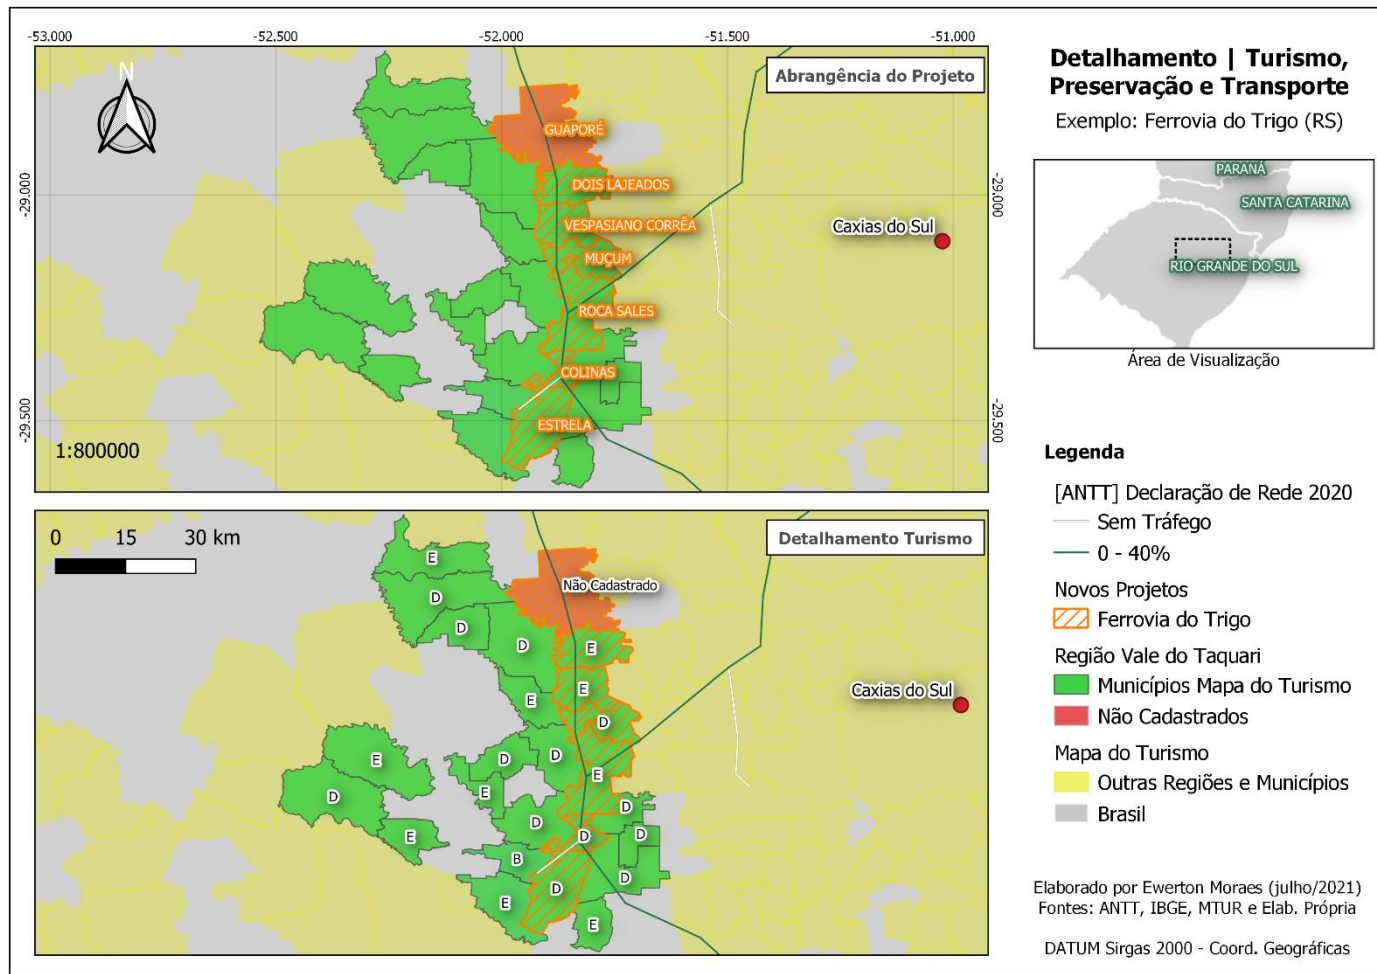 -53.000
-52.500
-52.000
-51.500
-51.000
N
Abrangência do Projeto
GUAPORÉ
DOIS LAJEADOS
VESPASIANO CORRÊA
MUÇUM
ROCA SALES
COLINAS
ESTRELA
Caxias do Sul
-29.000
-29.000
-29.500
-29.500
1:800000
0 15 30 km
Detalhamento Turismo
Não Cadastrado
Caxias do Sul
E
D
D
D
E
E
E
D
D
D
E
E
E
D
D
E
D
D
D
D
B
D
D
E
E
Detalhamento | Turismo,
Preservação e Transporte
Exemplo: Ferrovia do Trigo (RS)
PARANÁ
SANTA CATARINA
RIO GRANDE DO SUL
Área de Visualização
Legenda
[ANTT] Declaração de Rede 2020
Sem Tráfego
0 - 40%
Novos Projetos
Ferrovia do Trigo
Região Vale do Taquari
Municípios Mapa do Turismo
Não Cadastrados
Mapa do Turismo
Outras Regiões e Municípios
Brasil
Elaborado por Ewerton Moraes (julho/2021)
Fontes: ANTT, IBGE, MTUR e Elab. Própria
DATUM Sirgas 2000 - Coord. Geográficas